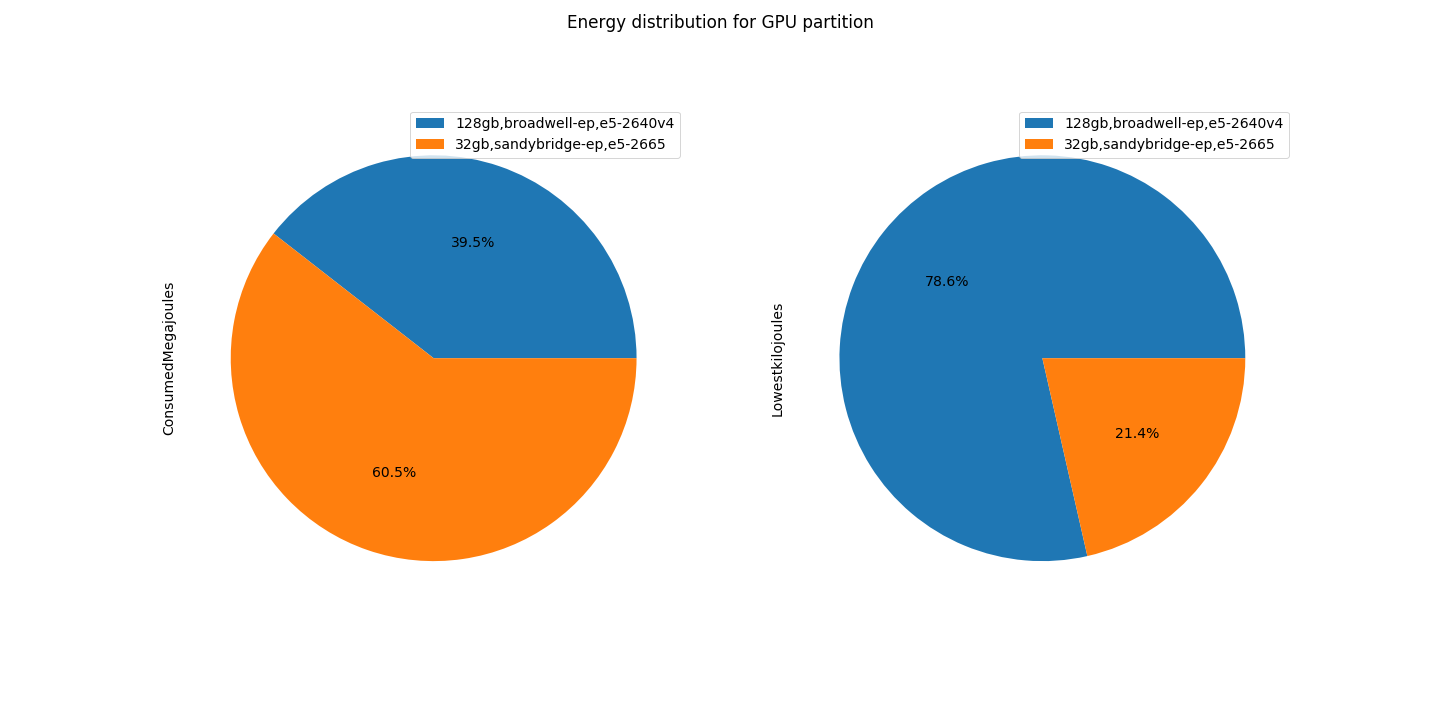 Energy distribution for GPU partition
128gb,broadwell-ep,e5-2640v4
32gb,sandybridge-ep,e5-2665
39.5%
60.5%
ConsumedMegajoules
128gb,broadwell-ep,e5-2640v4
32gb,sandybridge-ep,e5-2665
78.6%
21.4%
Lowestkilojoules